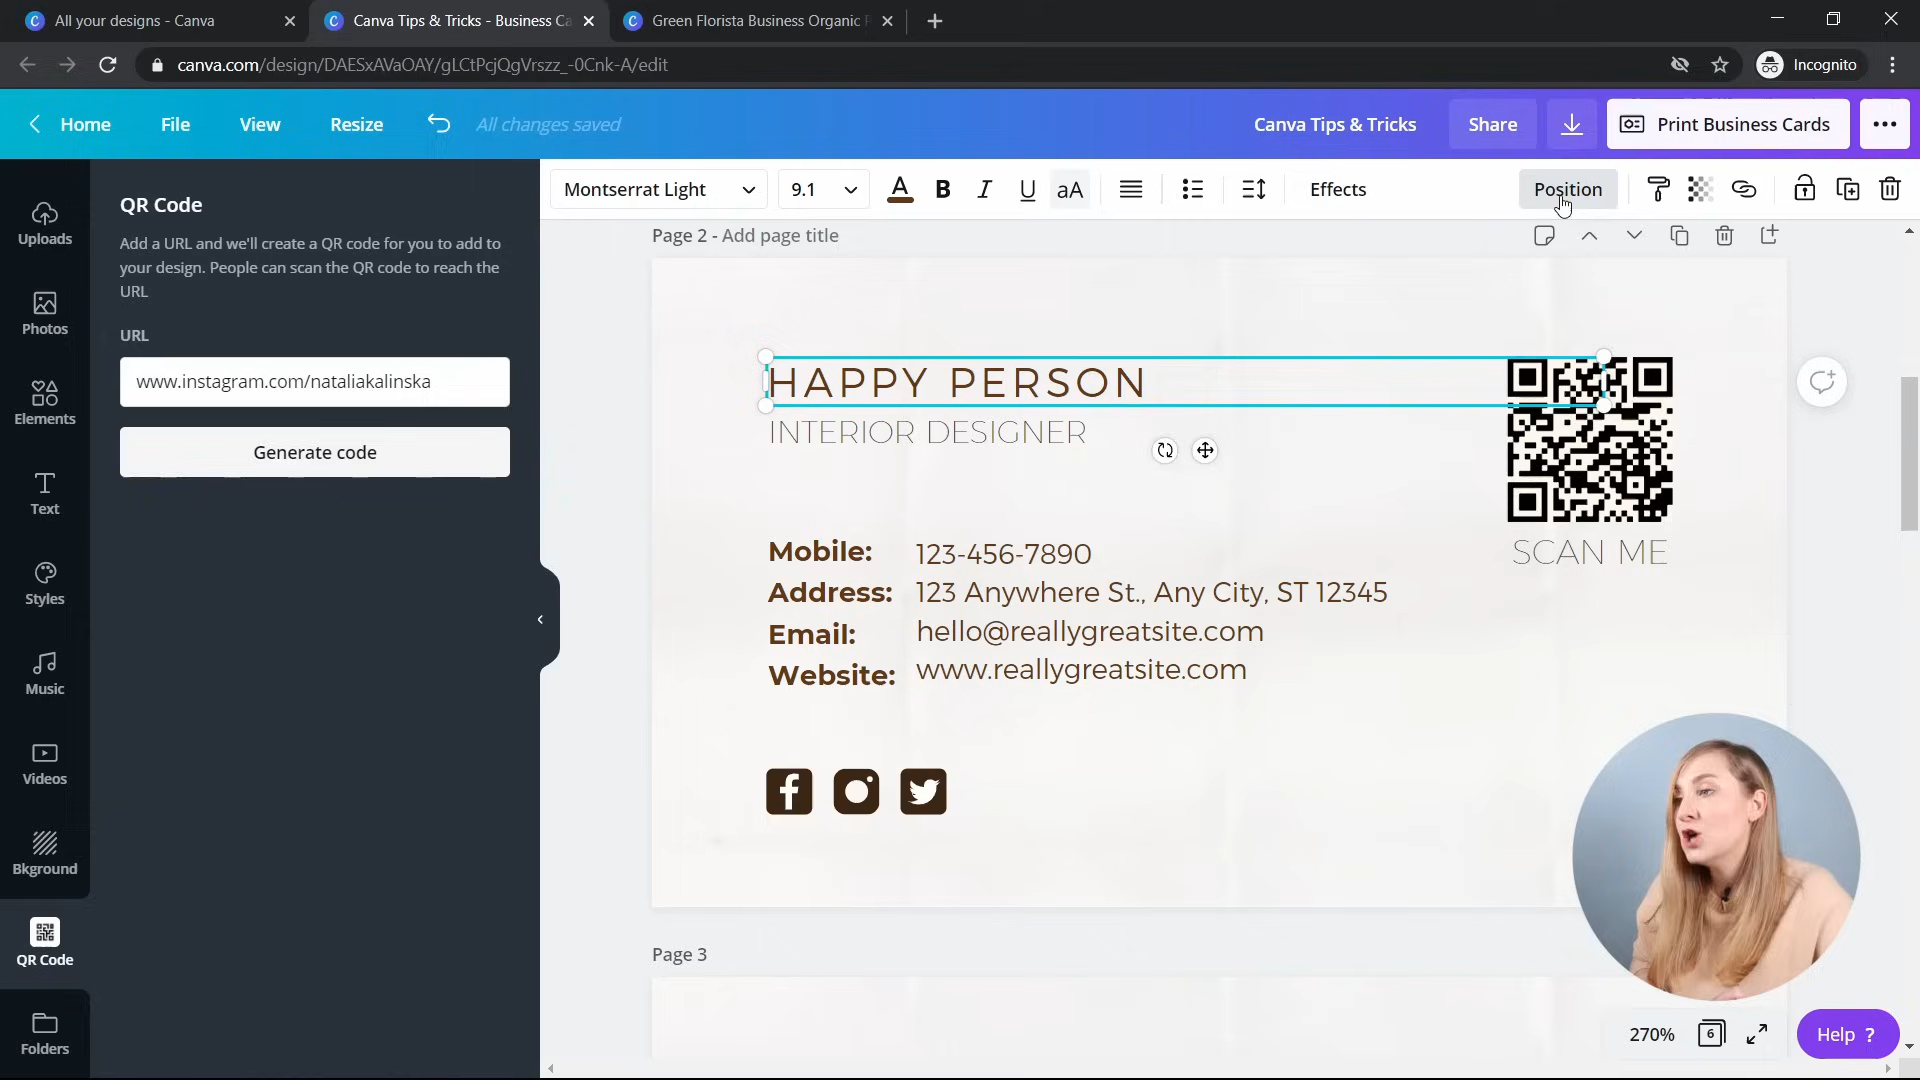 All your designs - Canva
Canva Tips & Tricks - Business Ca
Green Florista Business Organic
canva.com/design/DAESxAVaOAY/gLCtPcjQgVrszz_-0Cnk-A/edit
Incognito
Home
File
View
Resize
All changes saved
Canva Tips & Tricks
Share
Print Business Cards
Montserrat Light
9.1
B
I
U
aA
Effects
Position
Uploads
Photos
Elements
Text
Styles
Music
Videos
Bkground
QR Code
Folders
QR Code
Add a URL and we'll create a QR code for you to add to
your design. People can scan the QR code to reach the
URL
URL
www.instagram.com/nataliakalinska
Generate code
Page 2 - Add page title
HAPPY PERSON
INTERIOR DESIGNER
SCAN ME
Mobile: 123-456-7890
Address: 123 Anywhere St., Any City, ST 12345
Email: hello@reallygreatsite.com
Website: www.reallygreatsite.com
Page 3
270%
6
Help ?